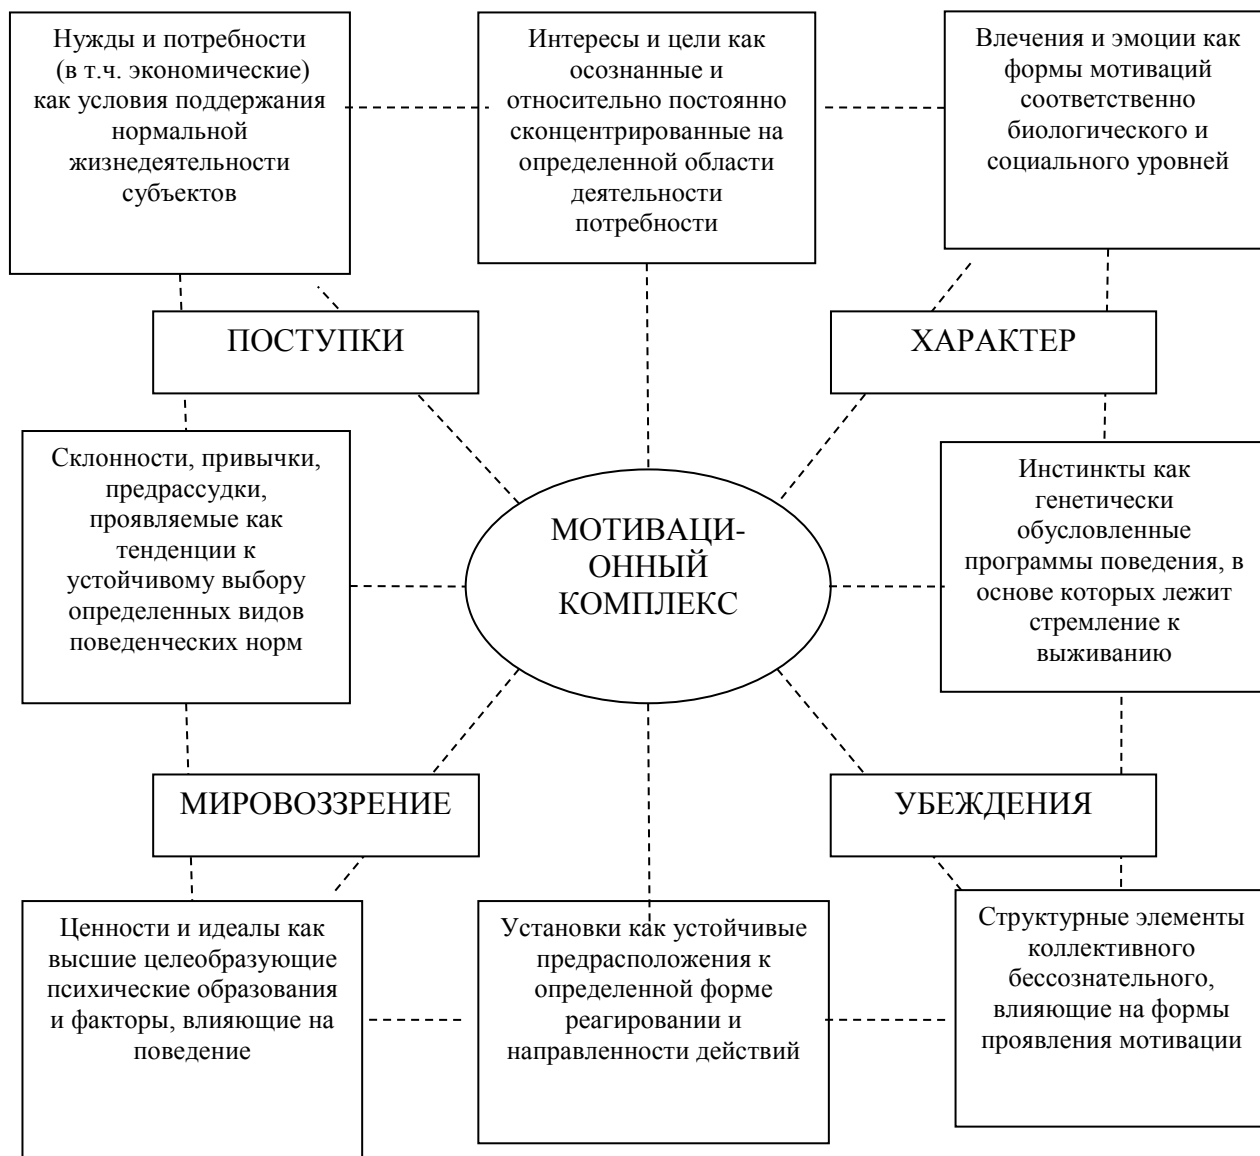 Нужды и потребности
(в т.ч. экономические)
как условия поддержания
нормальной
жизнедеятельности
субъектов
Интересы и цели как
осознанные и
относительно постоянно
сконцентрированные на
определенной области
деятельности
потребности
Влечения и эмоции как
формы мотиваций
соответственно
биологического и
социального уровней
ПОСТУПКИ
ХАРАКТЕР
Склонности, привычки,
предрассудки,
проявляемые как
тенденции к
устойчивому выбору
определенных видов
поведенческих норм
МОТИВАЦИ-
ОННЫЙ
КОМПЛЕКС
Инстинкты как
генетически
обусловленные
программы поведения, в
основе которых лежит
стремление к
выживанию
МИРОВОЗЗРЕНИЕ
УБЕЖДЕНИЯ
Ценности и идеалы как
высшие целеобразующие
психические образования
и факторы, влияющие на
поведение
Установки как устойчивые
предрасположения к
определенной форме
реагировании и
направленности действий
Структурные элементы
коллективного
бессознательного,
влияющие на формы
проявления мотивации